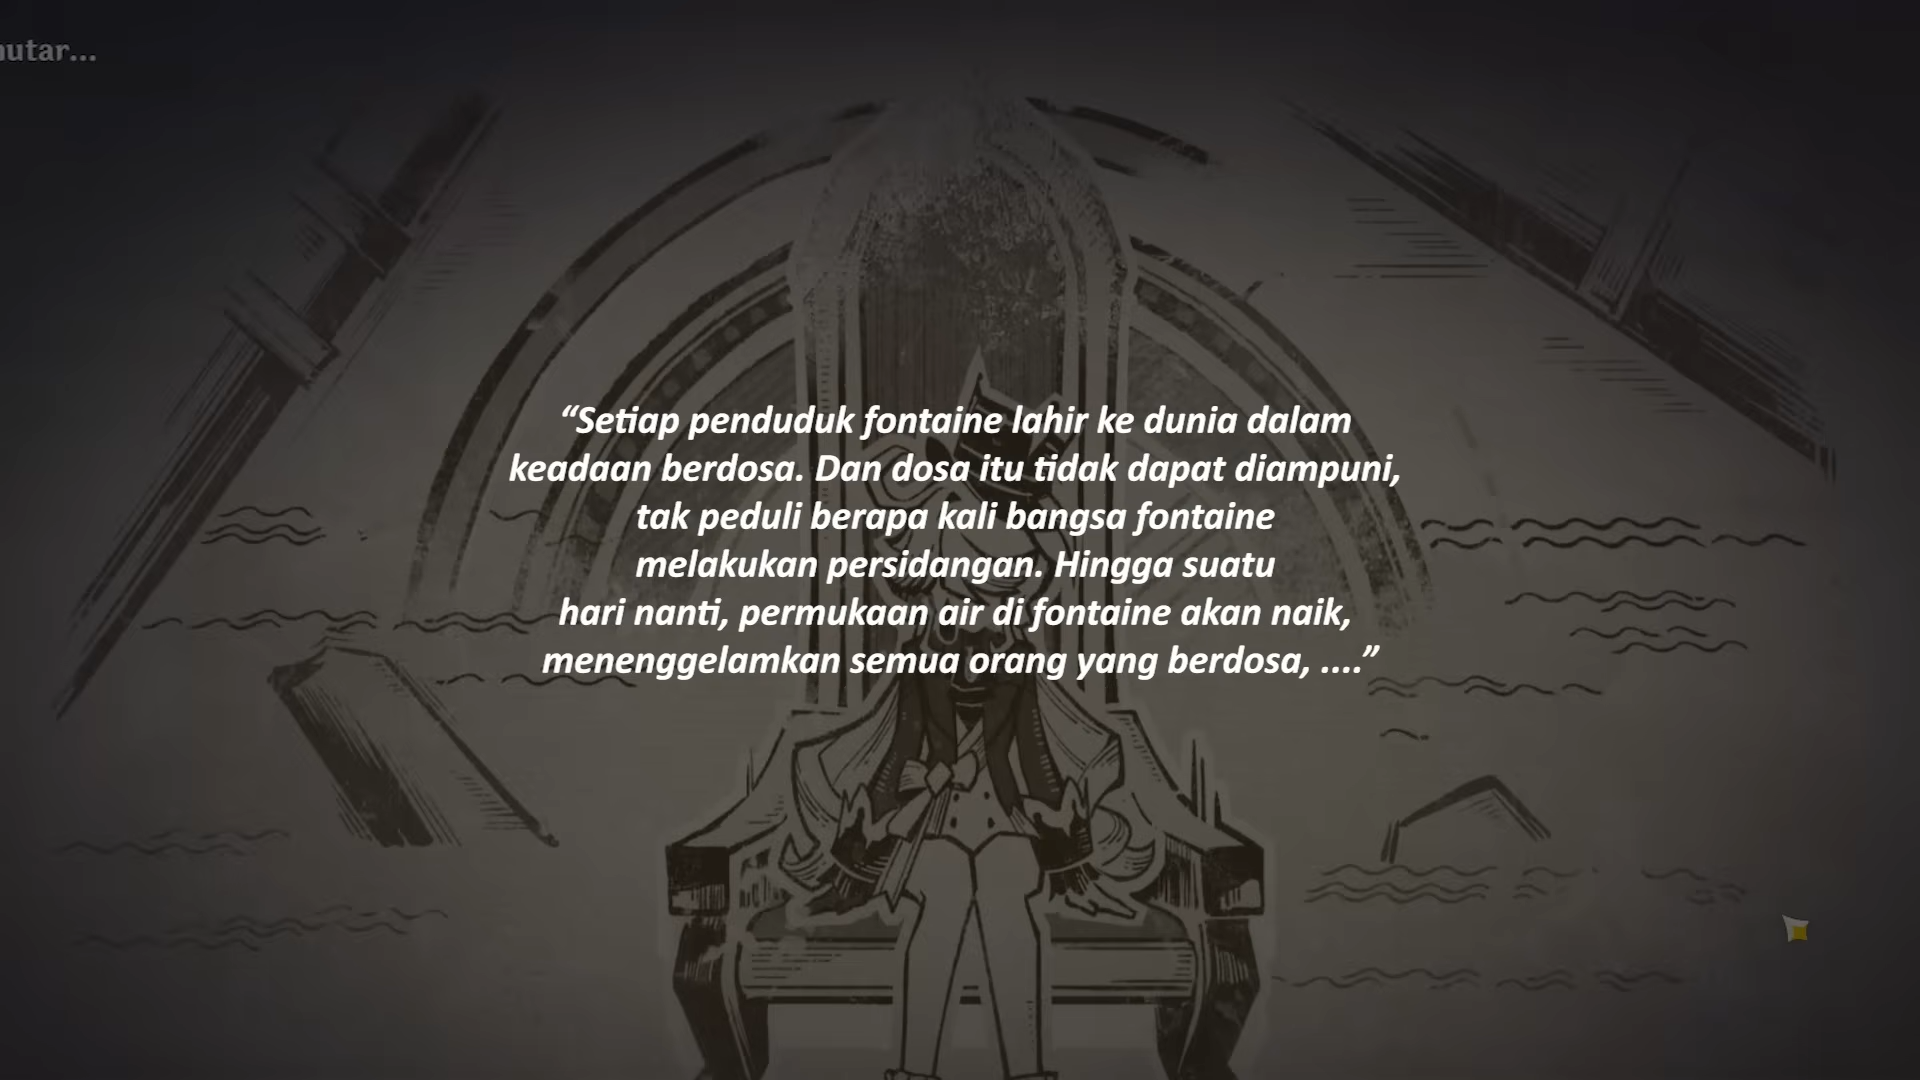 “Setiap penduduk fontaine lahir ke dunia dalam
keadaan berdosa. Dan dosa itu tidak dapat diampuni,
tak peduli berapa kali bangsa fontaine
melakukan persidangan. Hingga suatu
hari nanti, permukaan air di fontaine akan naik,
menenggelamkan semua orang yang berdosa, ....”